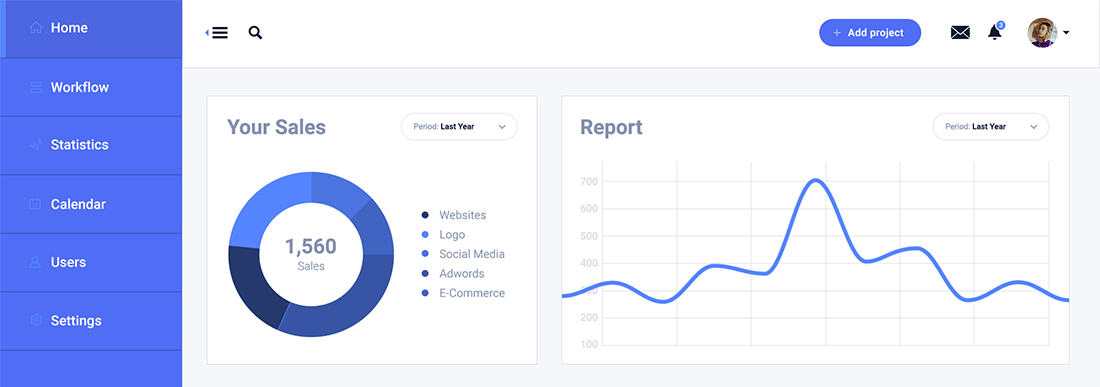 Home
Workflow
Statistics
Calendar
Users
Settings
+ Add project
3
Your Sales
Period: Last Year
1,560
Sales
Websites
Logo
Social Media
Adwords
E-Commerce
Report
Period: Last Year
700
600
500
400
300
200
100